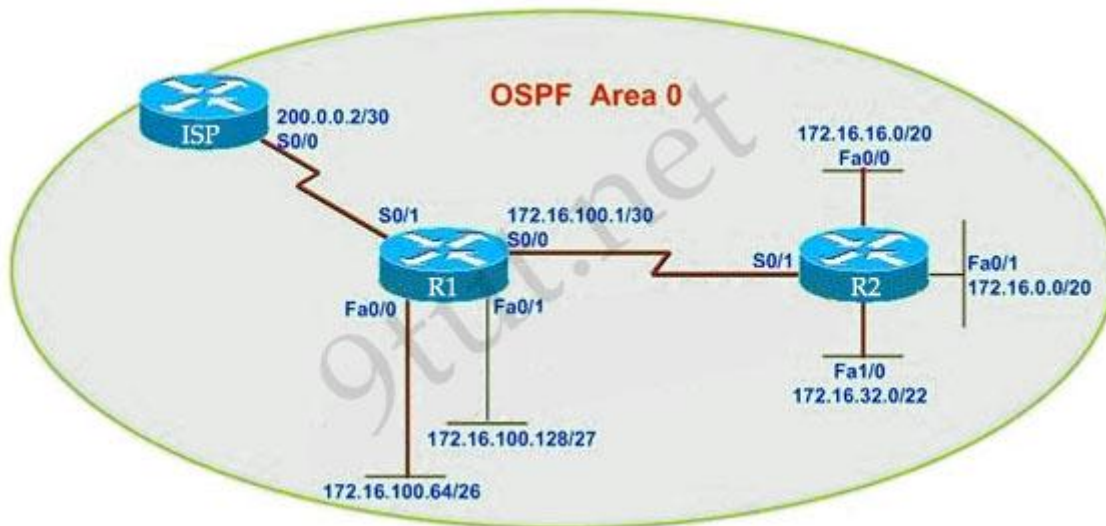 OSPF Area 0
200.0.0.2/30
S0/0
ISP
172.16.16.0/20
Fa0/0
S0/1
172.16.100.1/30
S0/0
R1
S0/1
R2
Fa0/1
172.16.0.0/20
Fa0/0
Fa0/1
Fa1/0
172.16.32.0/22
172.16.100.128/27
172.16.100.64/26
9tut.net